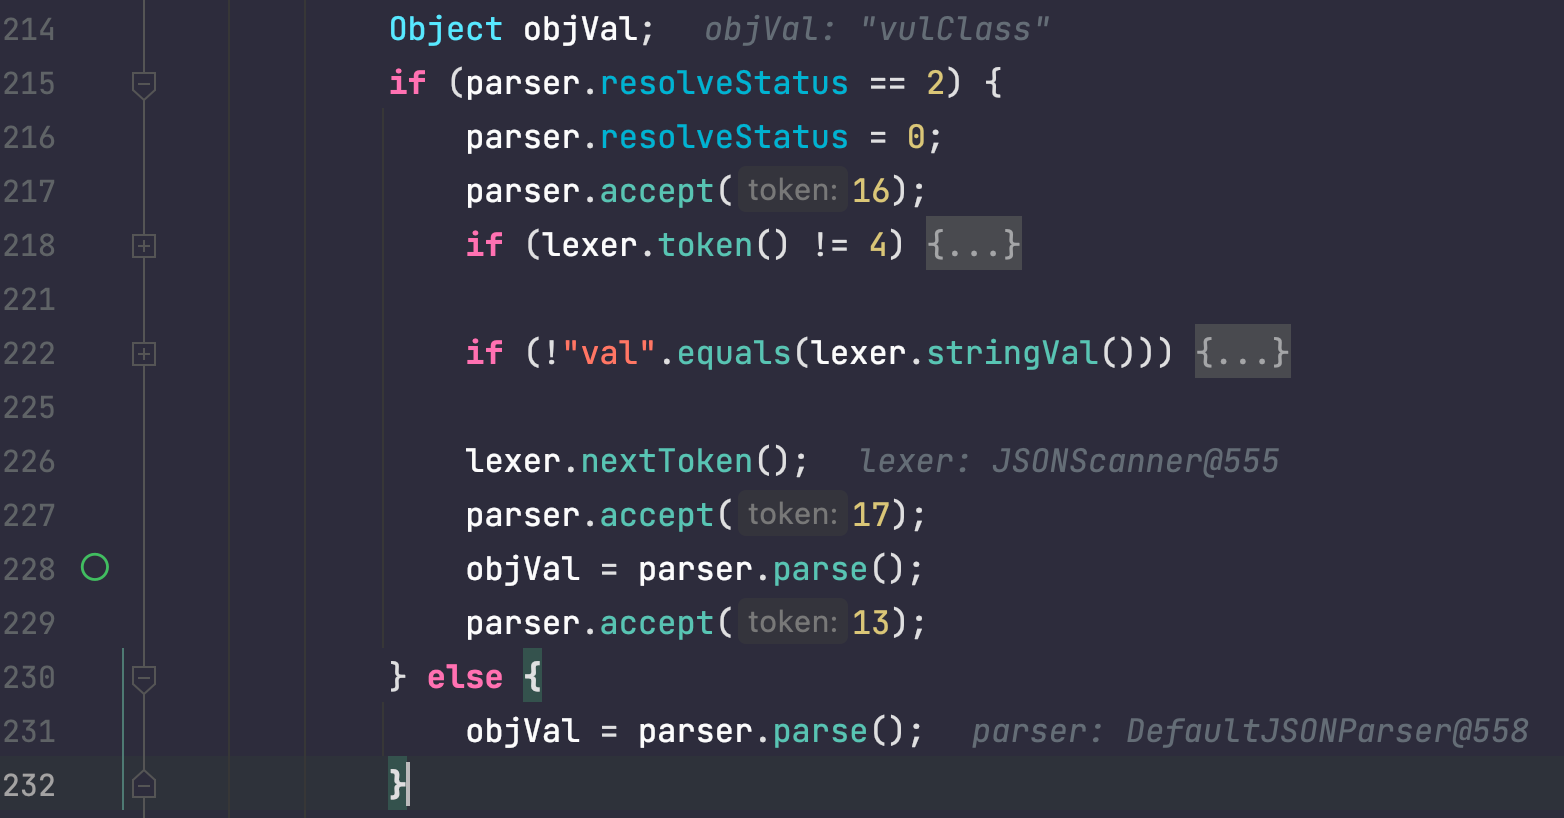 214 Object objVal; objVal: "vulClass"
215 if (parser.resolveStatus == 2) {
216 parser.resolveStatus = 0;
217 parser.accept( token: 16);
218 if (lexer.token() != 4) {...}
221
222 if (!"val".equals(lexer.stringVal())) {...}
225
226 lexer.nextToken(); lexer: JSONScanner@555
227 parser.accept( token: 17);
228 objVal = parser.parse();
229 parser.accept( token: 13);
230 } else {
231 objVal = parser.parse(); parser: DefaultJSONParser@558
232 }